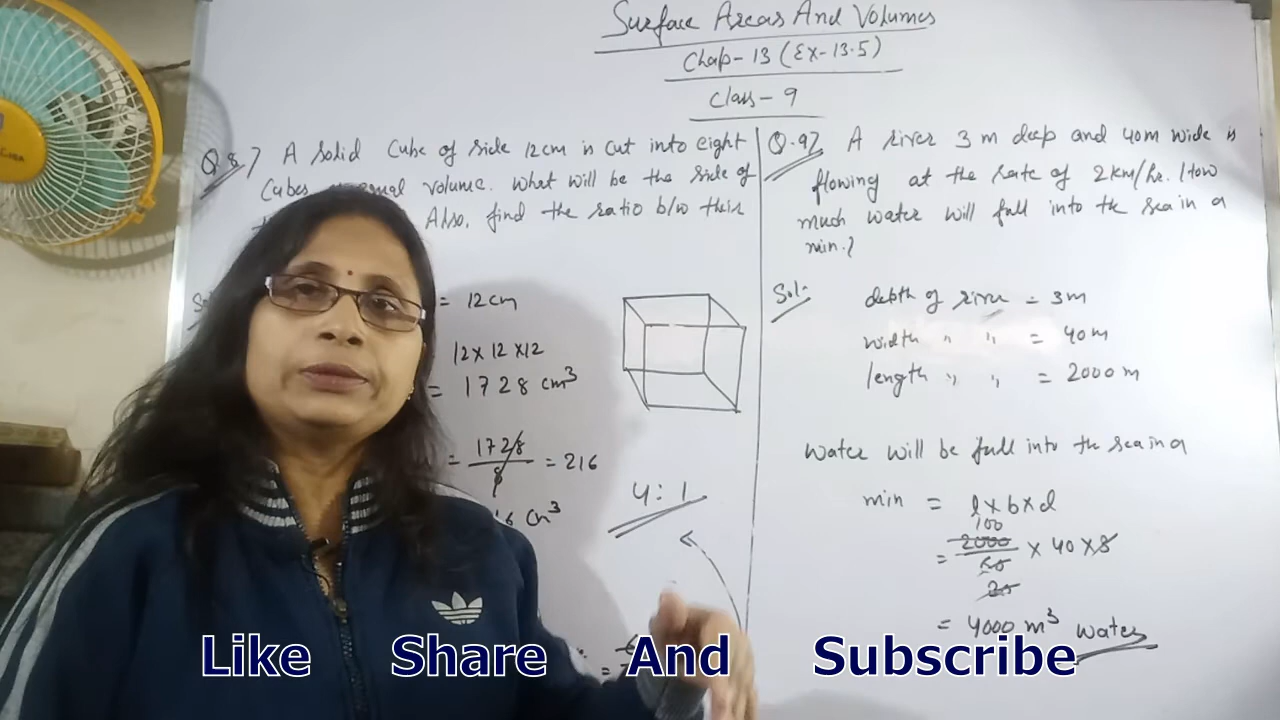 Surface Areas And Volumes
Chap-13 (Ex-13.5)
Class-9
Q.8/ A solid cube of side 12cm is cut into eight
cubes volume. What will be the side of
Also, find the ratio b/w their
= 12cm
12 x 12 x 12
= 1728 cm³
= 1728/8 = 216
cm³
4:1
=
Q.9/ A river 3 m deep and 40m wide is
flowing at the rate of 2km/hr. How
much water will fall into the sea in a
min.?
Sol:-
depth of river = 3m
width " " = 40m
length " " = 2000m
Water will be fall into the sea in a
min = l x b x d
100
= 2000/60 x 40 x 3
20
= 4000 m³ water
Like Share And Subscribe